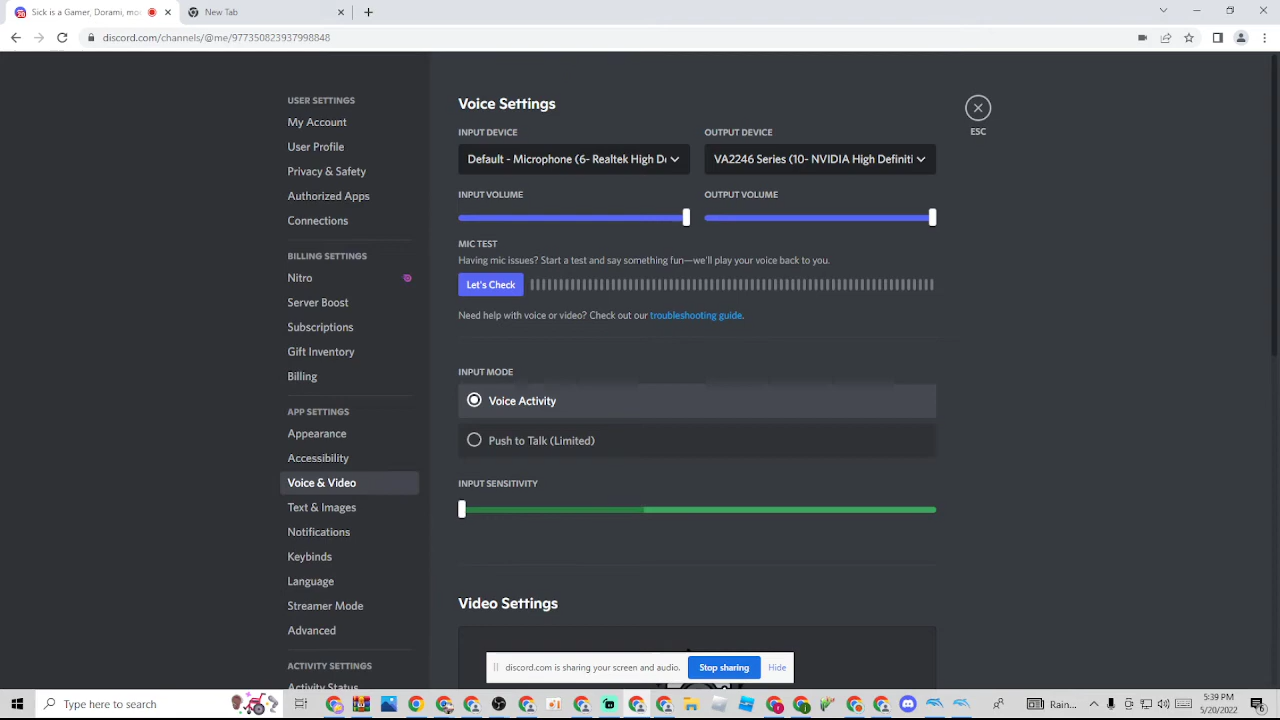 Sick is a Gamer, Dorami, mo
New Tab
discord.com/channels/@me/977350823937998848
USER SETTINGS
My Account
User Profile
Privacy & Safety
Authorized Apps
Connections
BILLING SETTINGS
Nitro
Server Boost
Subscriptions
Gift Inventory
Billing
APP SETTINGS
Appearance
Accessibility
Voice & Video
Text & Images
Notifications
Keybinds
Language
Streamer Mode
Advanced
ACTIVITY SETTINGS
Activity Status
Voice Settings
ESC
INPUT DEVICE
Default - Microphone (6- Realtek High D
OUTPUT DEVICE
VA2246 Series (10- NVIDIA High Definiti
INPUT VOLUME
OUTPUT VOLUME
MIC TEST
Having mic issues? Start a test and say something fun—we'll play your voice back to you.
Let's Check
Need help with voice or video? Check out our troubleshooting guide.
INPUT MODE
Voice Activity
Push to Talk (Limited)
INPUT SENSITIVITY
Video Settings
discord.com is sharing your screen and audio. Stop sharing Hide
Type here to search
Rain...
5:39 PM
5/20/2022